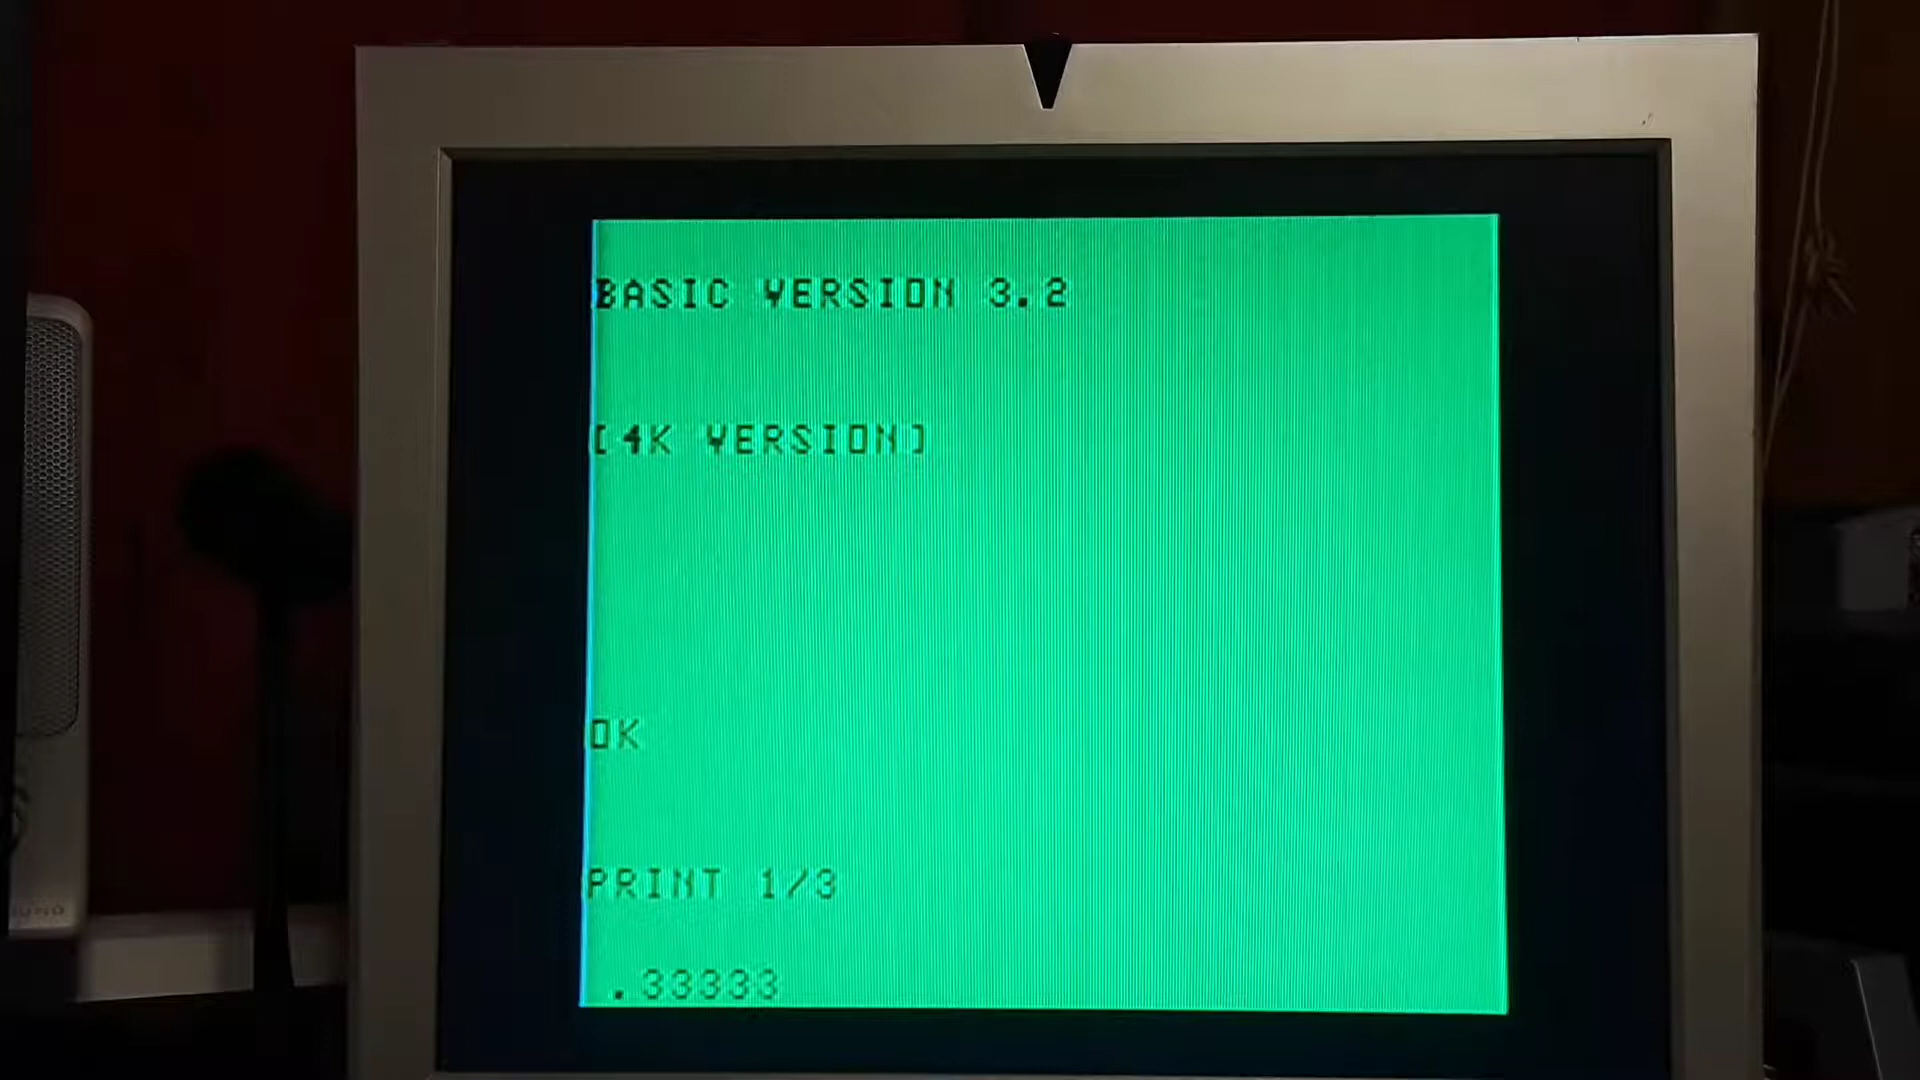 BASIC VERSION 3.2
[4K VERSION]
OK
PRINT 1/3
.33333